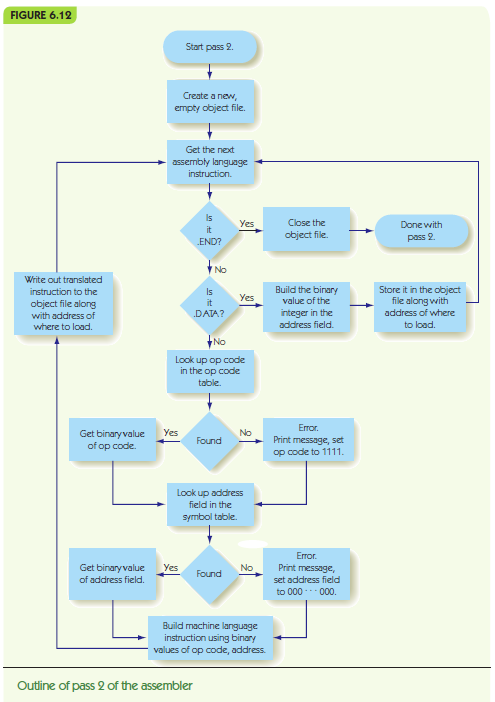 FIGURE 6.12
Start pass 2.
Create a new,
empty object file.
Get the next
assembly language
instruction.
Is
it
.END?
Yes
Close the
object file.
Done with
pass 2.
No
Write out translated
instruction to the
object file along
with address of
where to load.
Is
it
.DATA?
Yes
Build the binary
value of the
integer in the
address field.
Store it in the object
file along with
address of where
to load.
No
Look up op code
in the op code
table.
Get binary value
of op code.
Yes
Found
No
Error.
Print message, set
op code to 1111.
Look up address
field in the
symbol table.
Get binary value
of address field.
Yes
Found
No
Error.
Print message,
set address field
to 000 · · · 000.
Build machine language
instruction using binary
values of op code, address.
Outline of pass 2 of the assembler